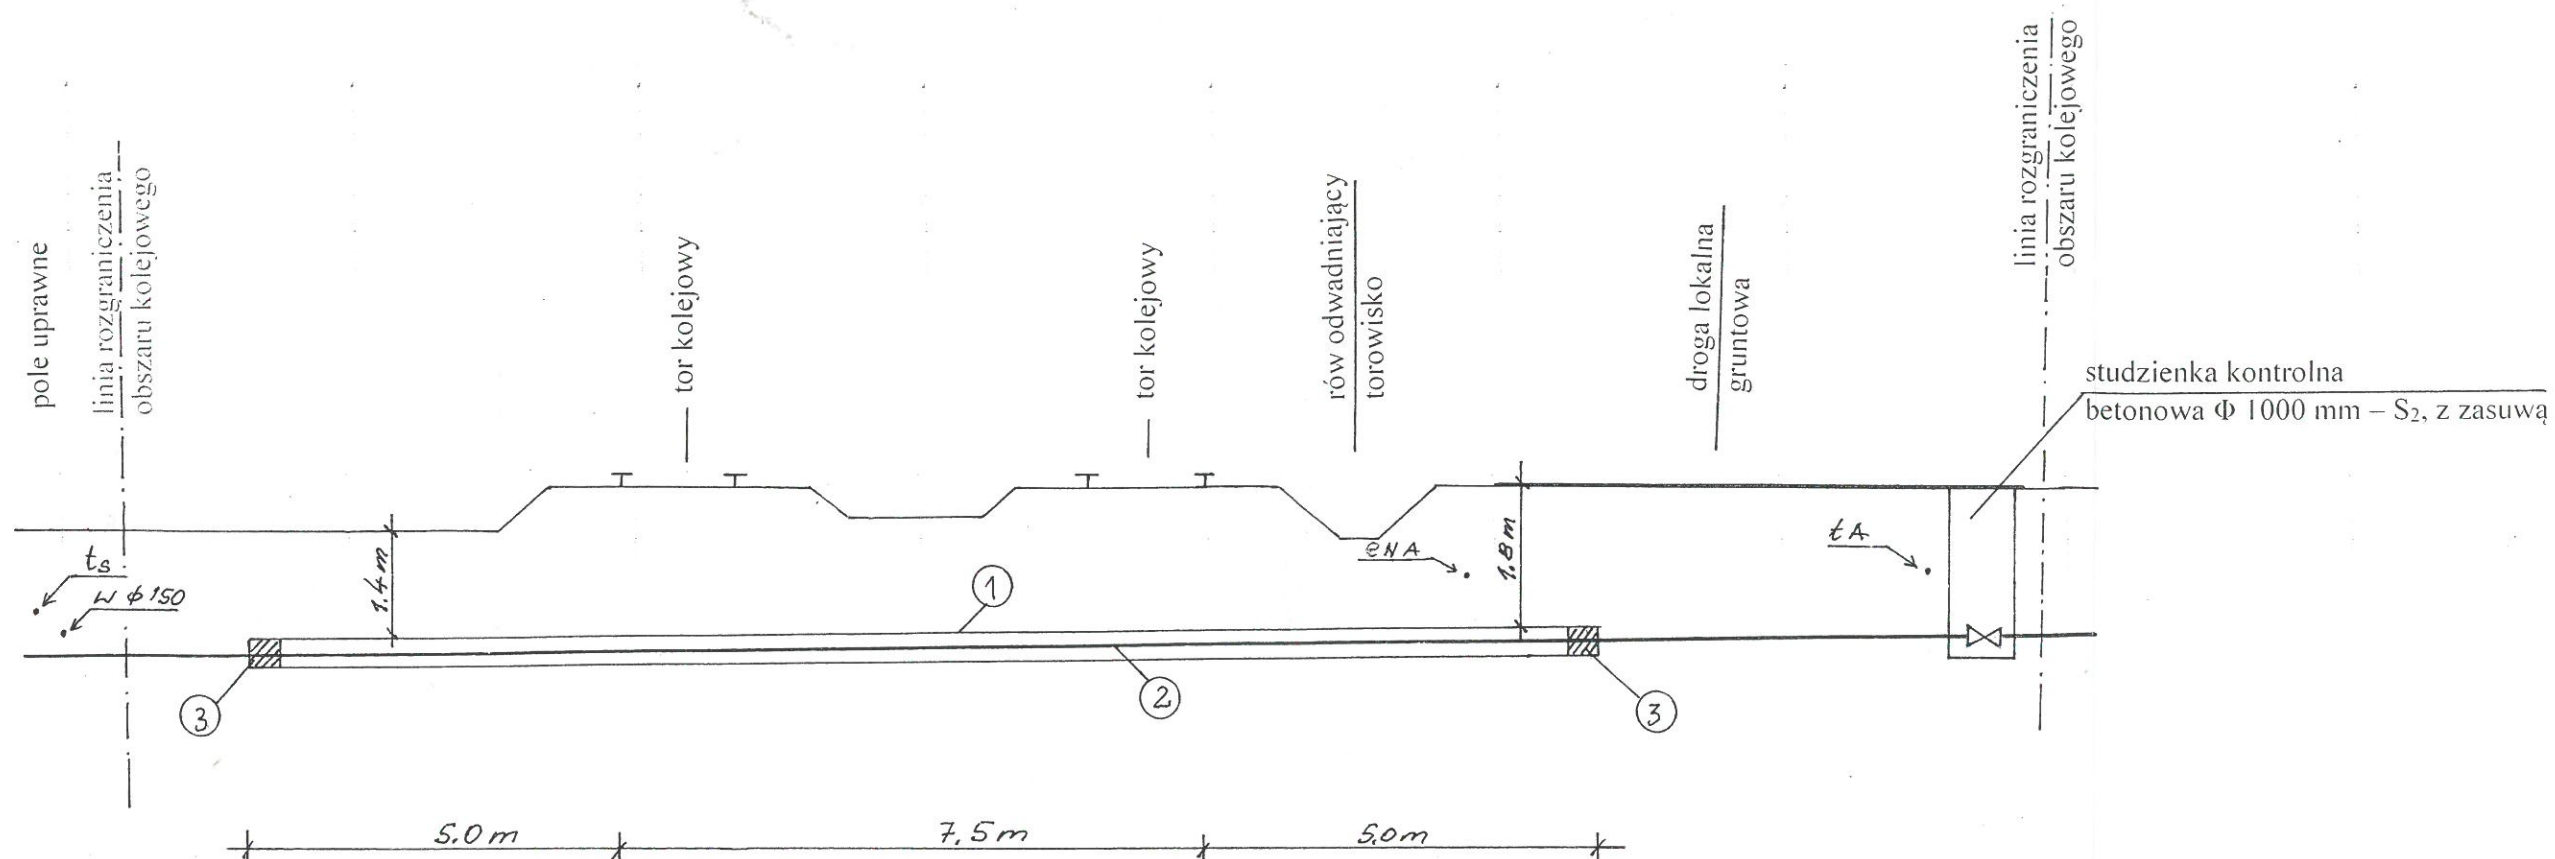 pole uprawne
linia rozgraniczenia
obszaru kolejowego
tor kolejowy
tor kolejowy
rów odwadniający
torowisko
droga lokalna
gruntowa
linia rozgraniczenia
obszaru kolejowego
studzienka kontrolna
betonowa Φ 1000 mm – S₂, z zasuwą
ts
w ϕ 150
1.4m
1
eNA
1.8m
tA
3
2
3
5.0m
7.5m
5.0m